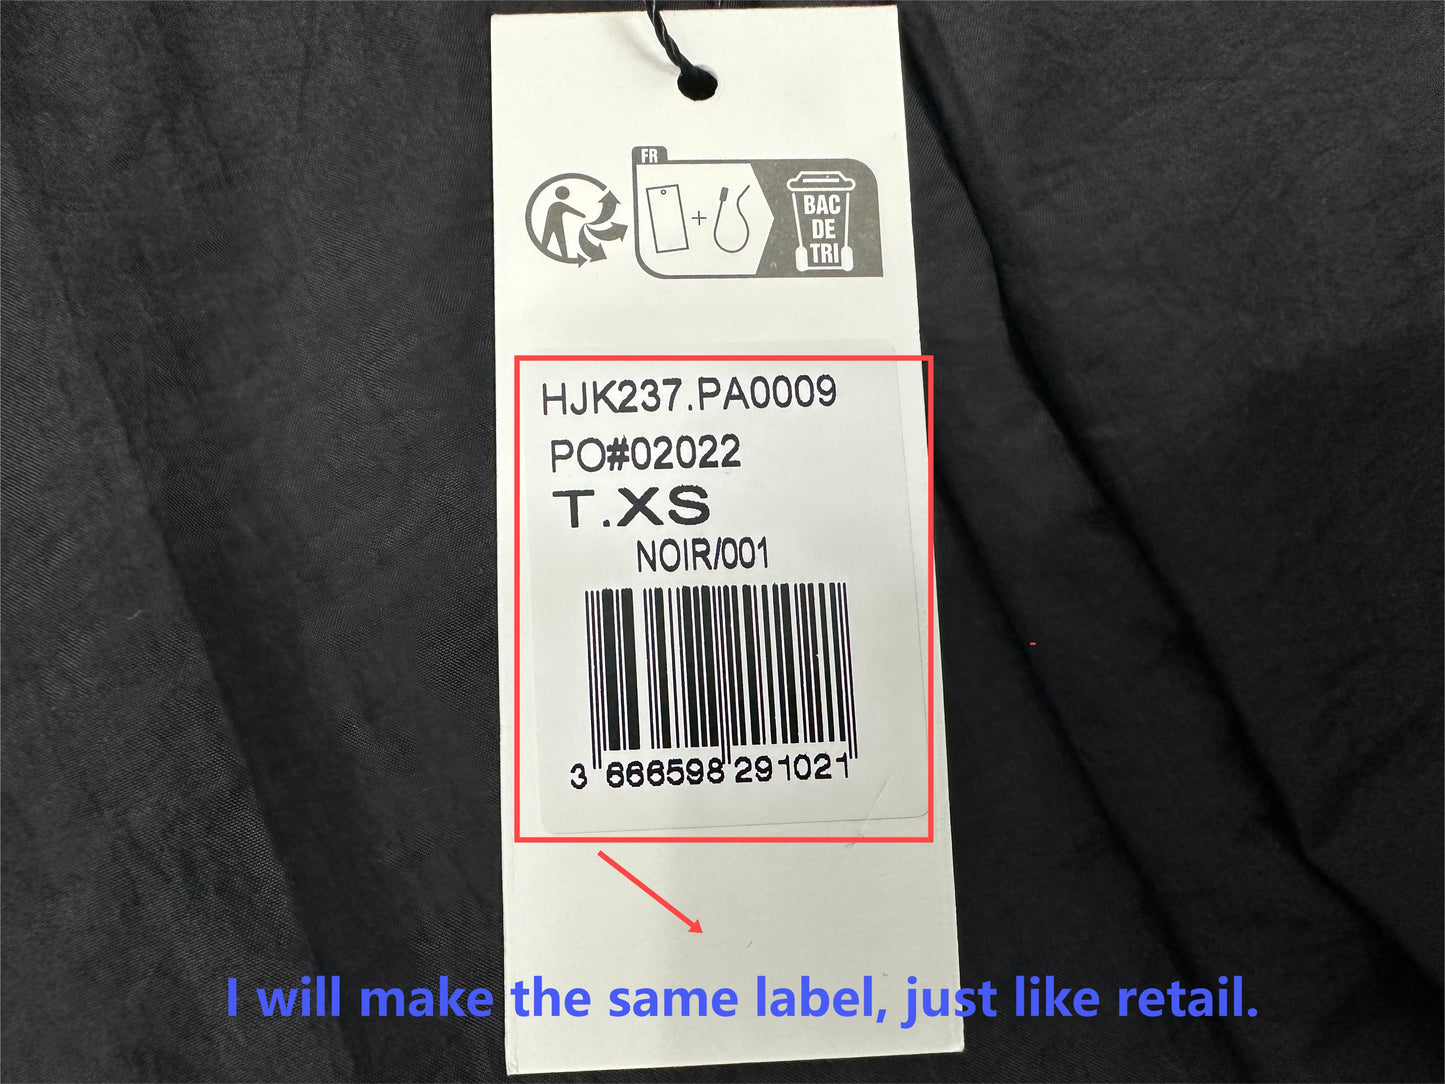 FR
BAC
DE
TRI
HJK237.PA0009
PO#02022
T.XS
NOIR/001
3 666598 291021
I will make the same label, just like retail.